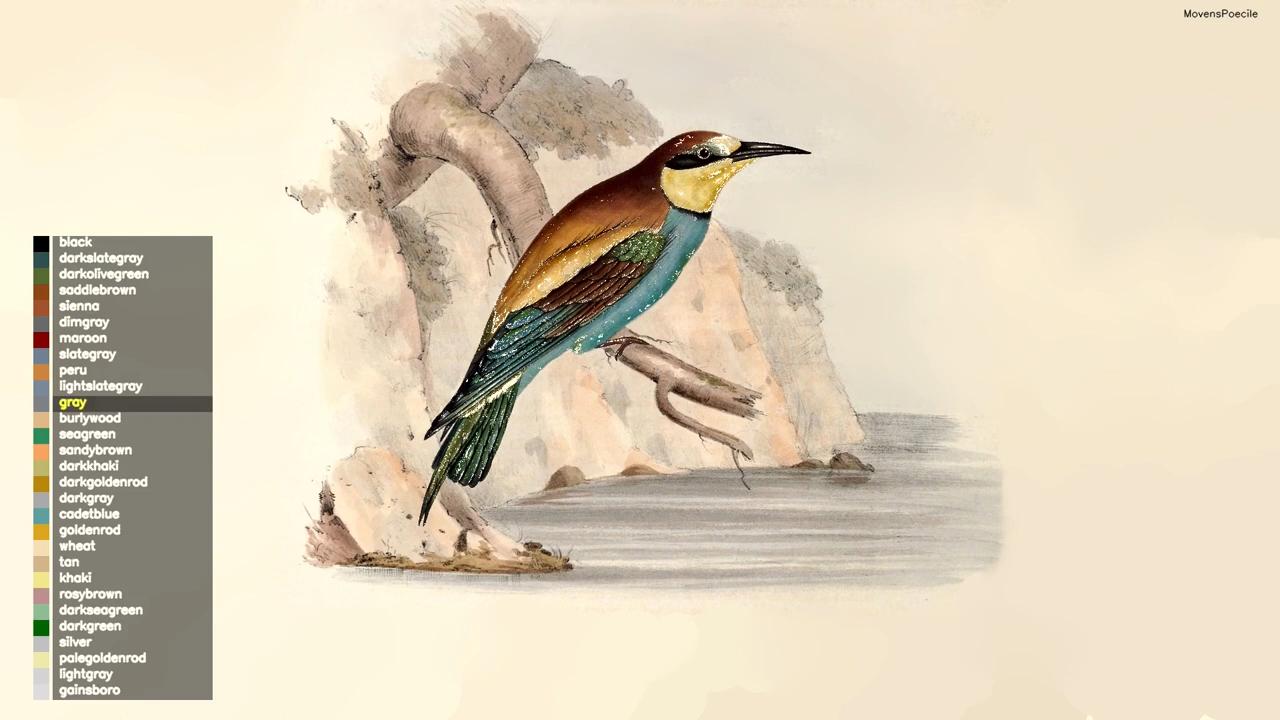 MovensPoecile
black
darkslategray
darkolivegreen
saddlebrown
sienna
dimgray
maroon
slategray
peru
lightslategray
gray
burlywood
seagreen
sandybrown
darkkhaki
darkgoldenrod
darkgray
cadetblue
goldenrod
wheat
tan
khaki
rosybrown
darkseagreen
darkgreen
silver
palegoldenrod
lightgray
gainsboro